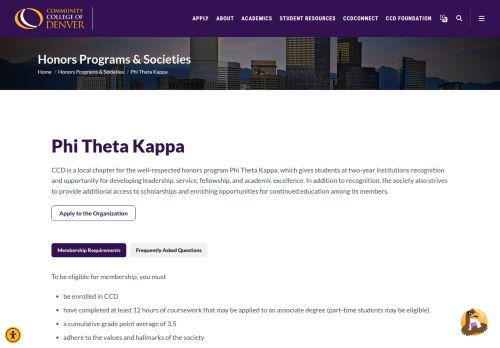 COMMUNITY
COLLEGE OF
DENVER
APPLY ABOUT ACADEMICS STUDENT RESOURCES CCDCONNECT CCD FOUNDATION
Honors Programs & Societies
Home / Honors Programs & Societies / Phi Theta Kappa
Phi Theta Kappa
CCD is a local chapter for the well-respected honors program Phi Theta Kappa, which gives students at two-year institutions recognition
and opportunity for developing leadership, service, fellowship, and academic excellence. In addition to recognition, the society also strives
to provide additional access to scholarships and enriching opportunities for continued education among its members.
Apply to the Organization
Membership Requirements Frequently Asked Questions
To be eligible for membership, you must
• be enrolled in CCD
• have completed at least 12 hours of coursework that may be applied to an associate degree (part-time students may be eligible)
• a cumulative grade point average of 3.5
• adhere to the values and hallmarks of the society